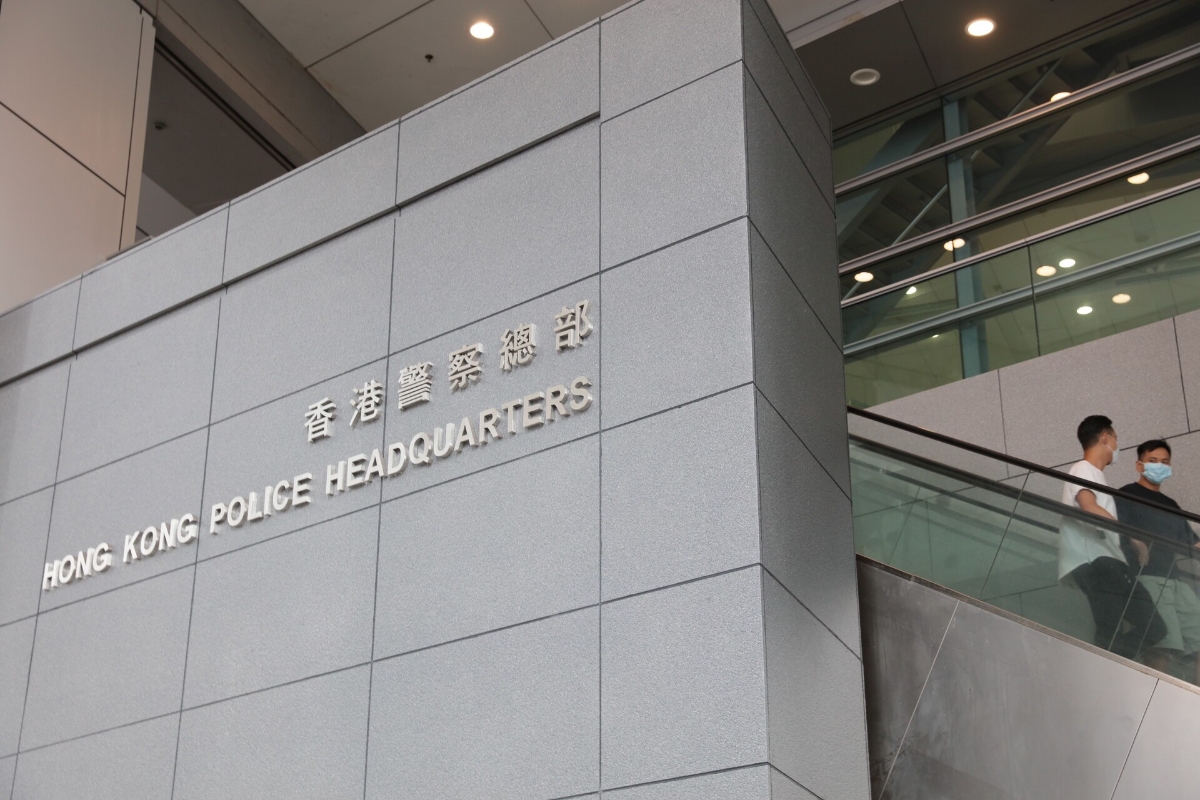 香港警察總部
HONG KONG POLICE HEADQUARTERS